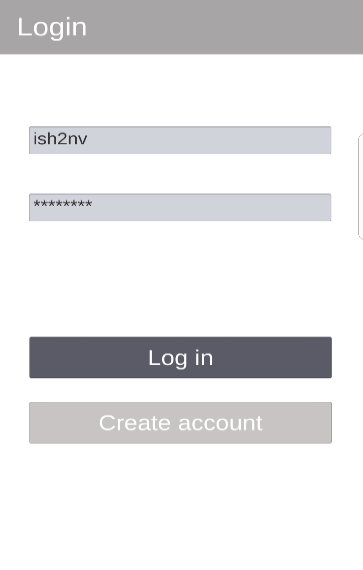 Login
ish2nv
********
Log in
Create account